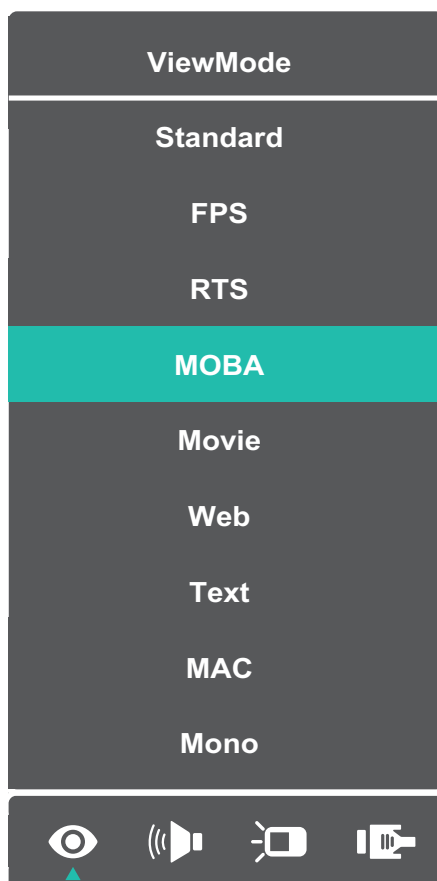 ViewMode
Standard
FPS
RTS
MOBA
Movie
Web
Text
MAC
Mono